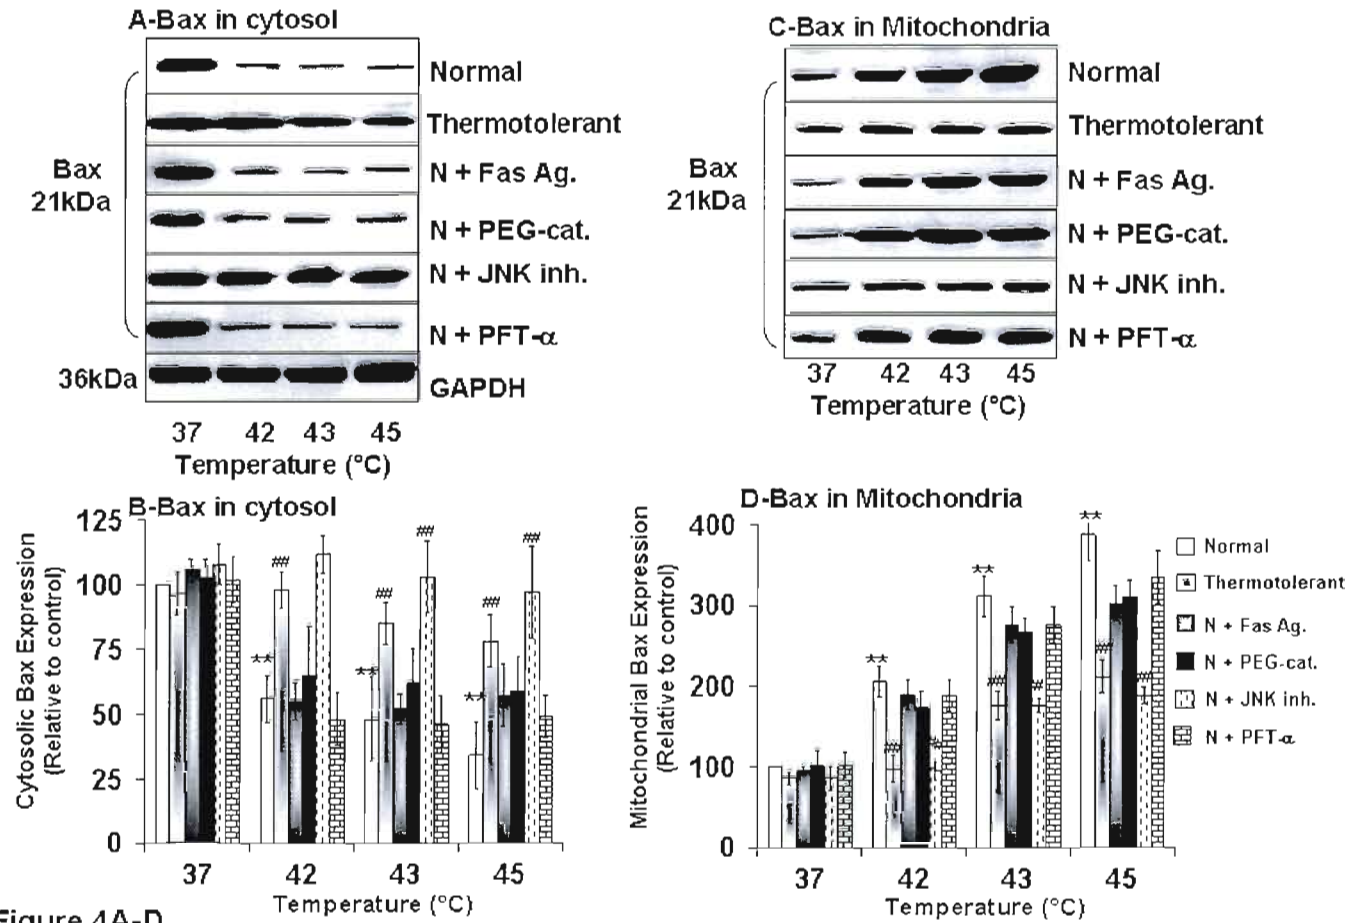 A-Bax in cytosol
Normal
Thermotolerant
Bax
21kDa
N + Fas Ag.
N + PEG-cat.
N + JNK inh.
N + PFT-α
36kDa
GAPDH
37 42 43 45
Temperature (°C)
C-Bax in Mitochondria
Normal
Thermotolerant
Bax
21kDa
N + Fas Ag.
N + PEG-cat.
N + JNK inh.
N + PFT-α
37 42 43 45
Temperature (°C)
B-Bax in cytosol
Cytosolic Bax Expression
(Relative to control)
125
100
75
50
25
0
** ## ** ## ## ** ## ##
37 42 43 45
Temperature (°C)
D-Bax in Mitochondria
Mitochondrial Bax Expression
(Relative to control)
400
300
200
100
0
** ** ## ** ## ##
37 42 43 45
Temperature (°C)
Normal
Thermotolerant
N + Fas Ag.
N + PEG-cat.
N + JNK inh.
N + PFT-α
Figure 4A-D